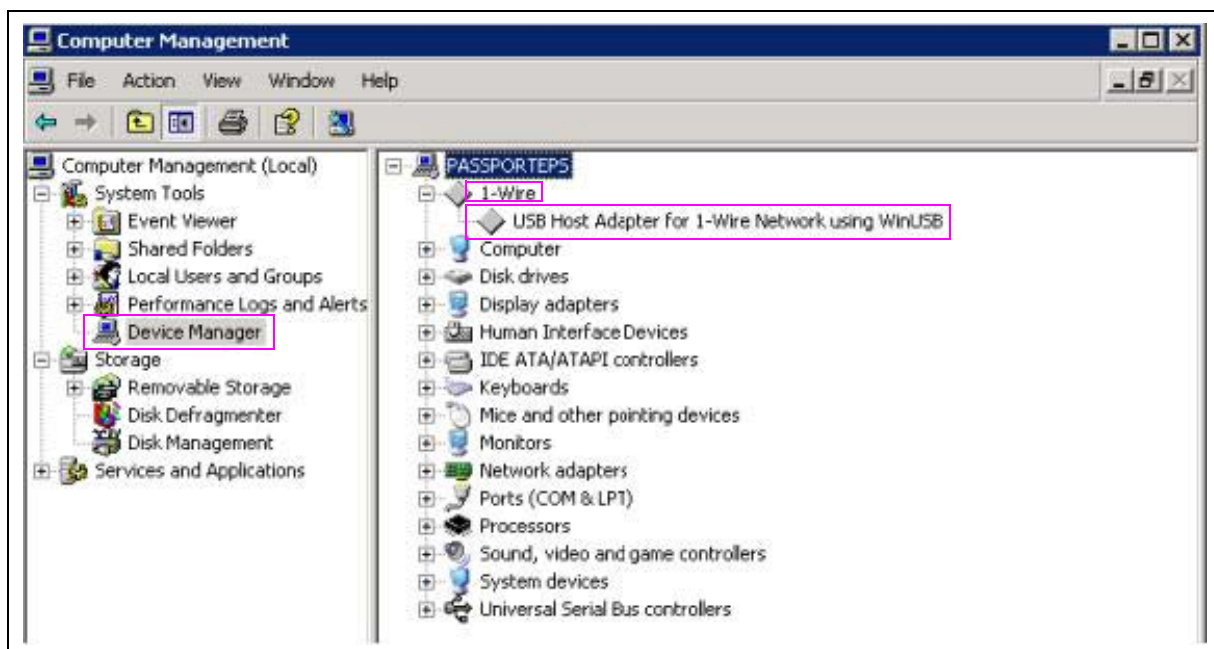 Computer Management
File Action View Window Help
Computer Management (Local)
System Tools
Event Viewer
Shared Folders
Local Users and Groups
Performance Logs and Alerts
Device Manager
Storage
Removable Storage
Disk Defragmenter
Disk Management
Services and Applications
PASSPORTEPS
1-Wire
USB Host Adapter for 1-Wire Network using WinUSB
Computer
Disk drives
Display adapters
Human Interface Devices
IDE ATA/ATAPI controllers
Keyboards
Mice and other pointing devices
Monitors
Network adapters
Ports (COM & LPT)
Processors
Sound, video and game controllers
System devices
Universal Serial Bus controllers